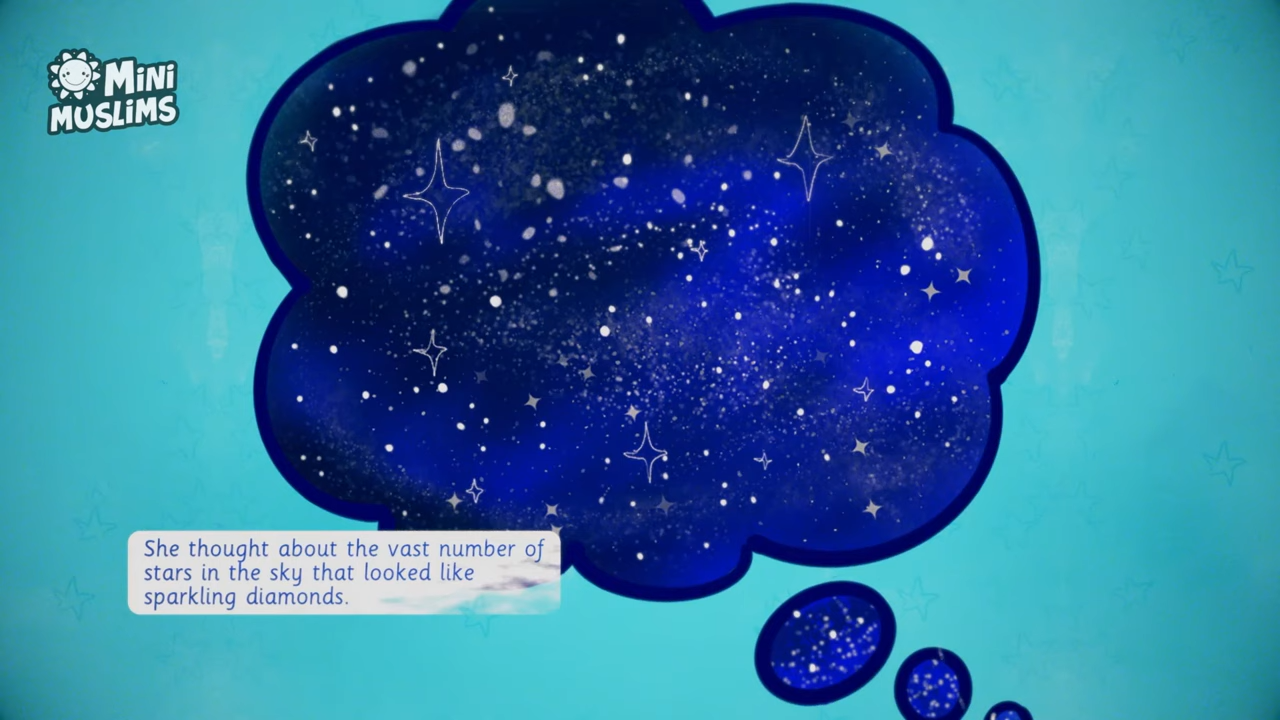 MiNi
MUSLiMS
She thought about the vast number of
stars in the sky that looked like
sparkling diamonds.